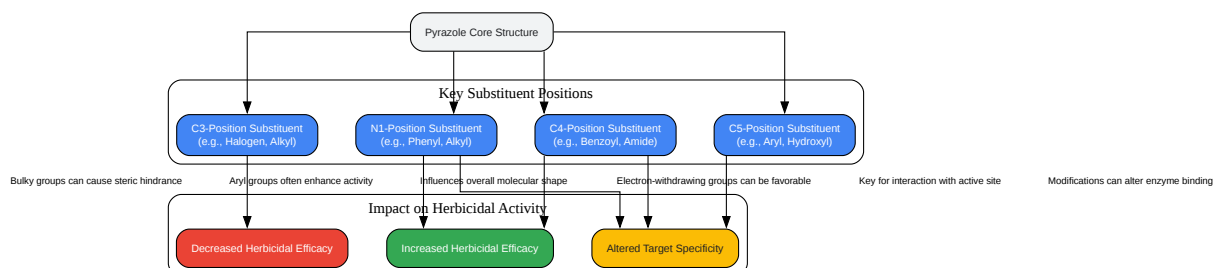 Pyrazole Core Structure
Key Substituent Positions
C3-Position Substituent
(e.g., Halogen, Alkyl)
N1-Position Substituent
(e.g., Phenyl, Alkyl)
C4-Position Substituent
(e.g., Benzoyl, Amide)
C5-Position Substituent
(e.g., Aryl, Hydroxyl)
Bulky groups can cause steric hindrance
Aryl groups often enhance activity
Influences overall molecular shape
Electron-withdrawing groups can be favorable
Key for interaction with active site
Modifications can alter enzyme binding
Impact on Herbicidal Activity
Decreased Herbicidal Efficacy
Increased Herbicidal Efficacy
Altered Target Specificity